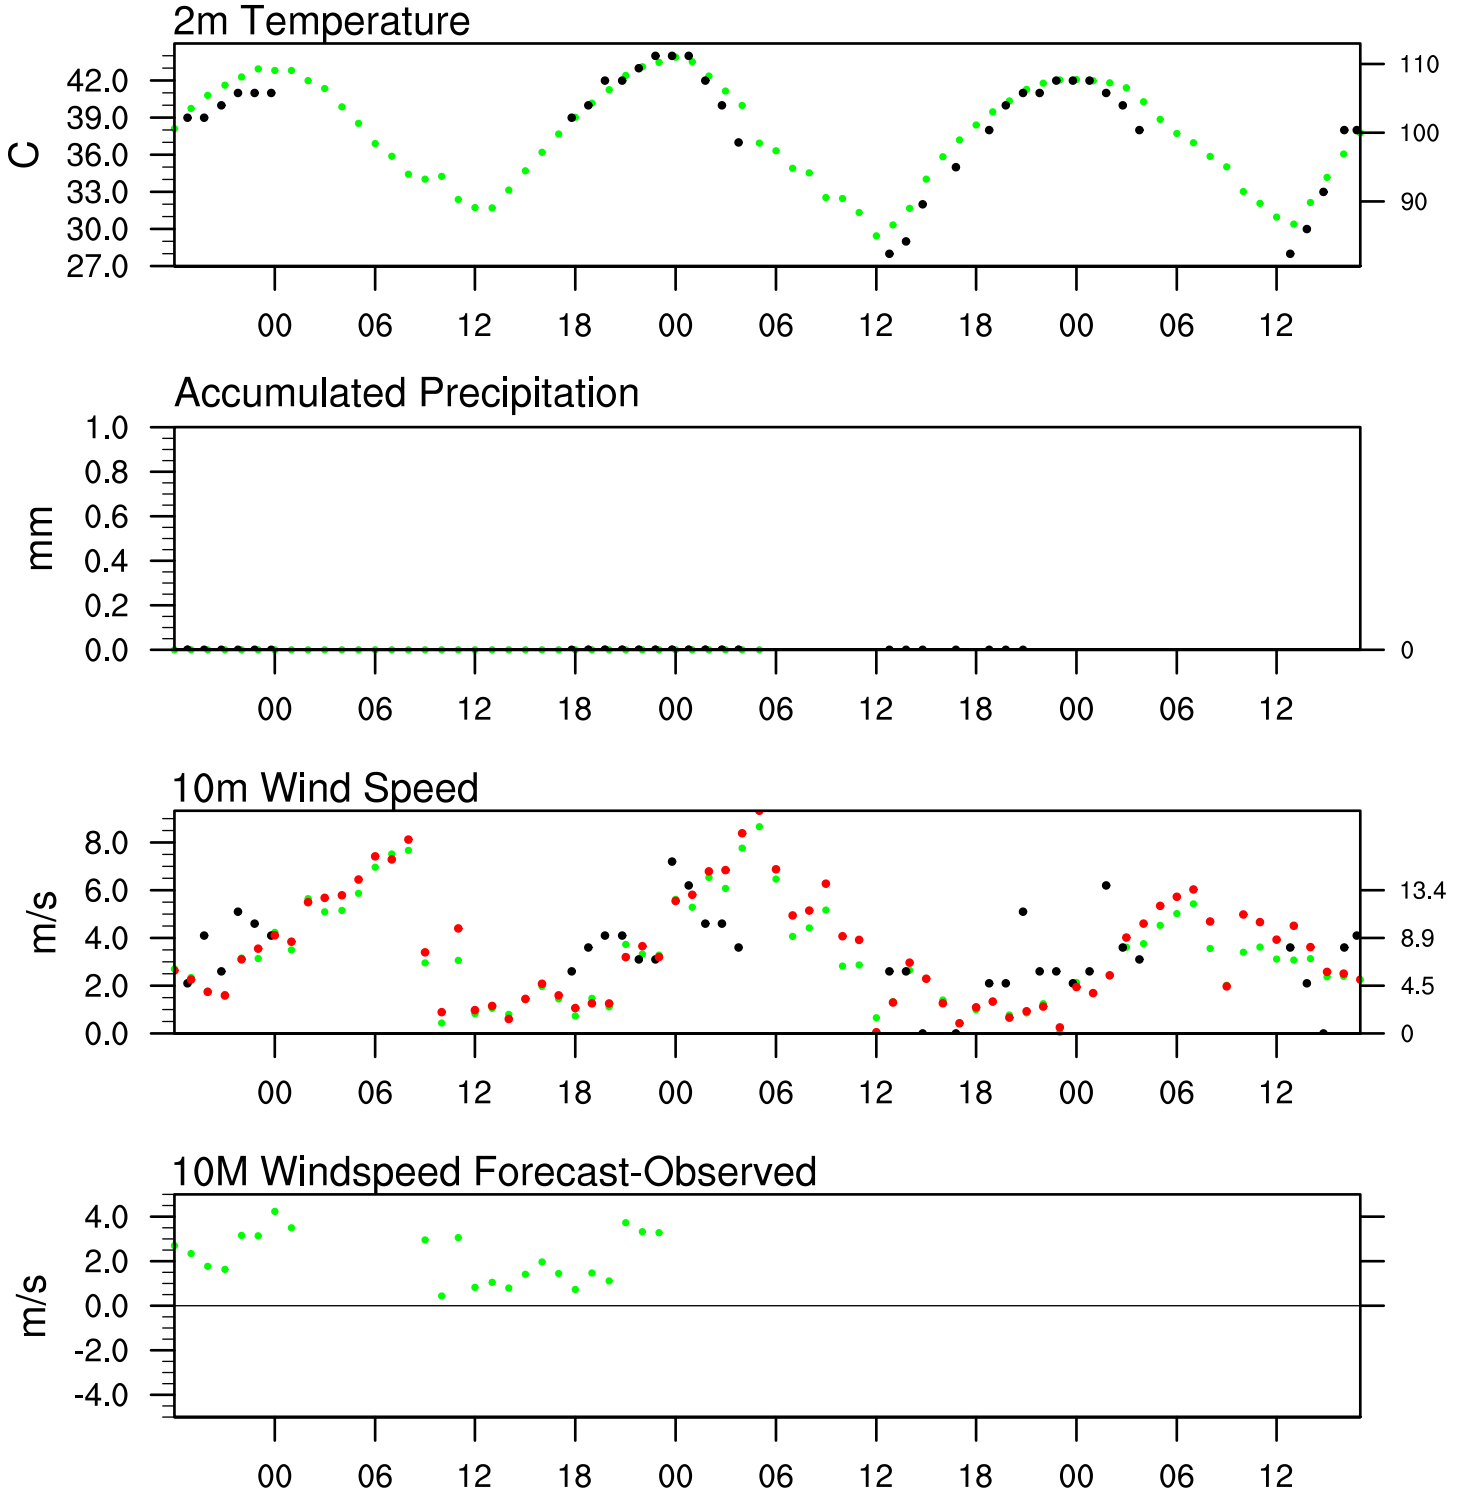 2m Temperature
C
42.0
39.0
36.0
33.0
30.0
27.0
110
100
90
00 06 12 18 00 06 12 18 00 06 12
Accumulated Precipitation
mm
1.0
0.8
0.6
0.4
0.2
0.0
0
00 06 12 18 00 06 12 18 00 06 12
10m Wind Speed
m/s
8.0
6.0
4.0
2.0
0.0
13.4
8.9
4.5
0
00 06 12 18 00 06 12 18 00 06 12
10M Windspeed Forecast-Observed
m/s
4.0
2.0
0.0
-2.0
-4.0
00 06 12 18 00 06 12 18 00 06 12